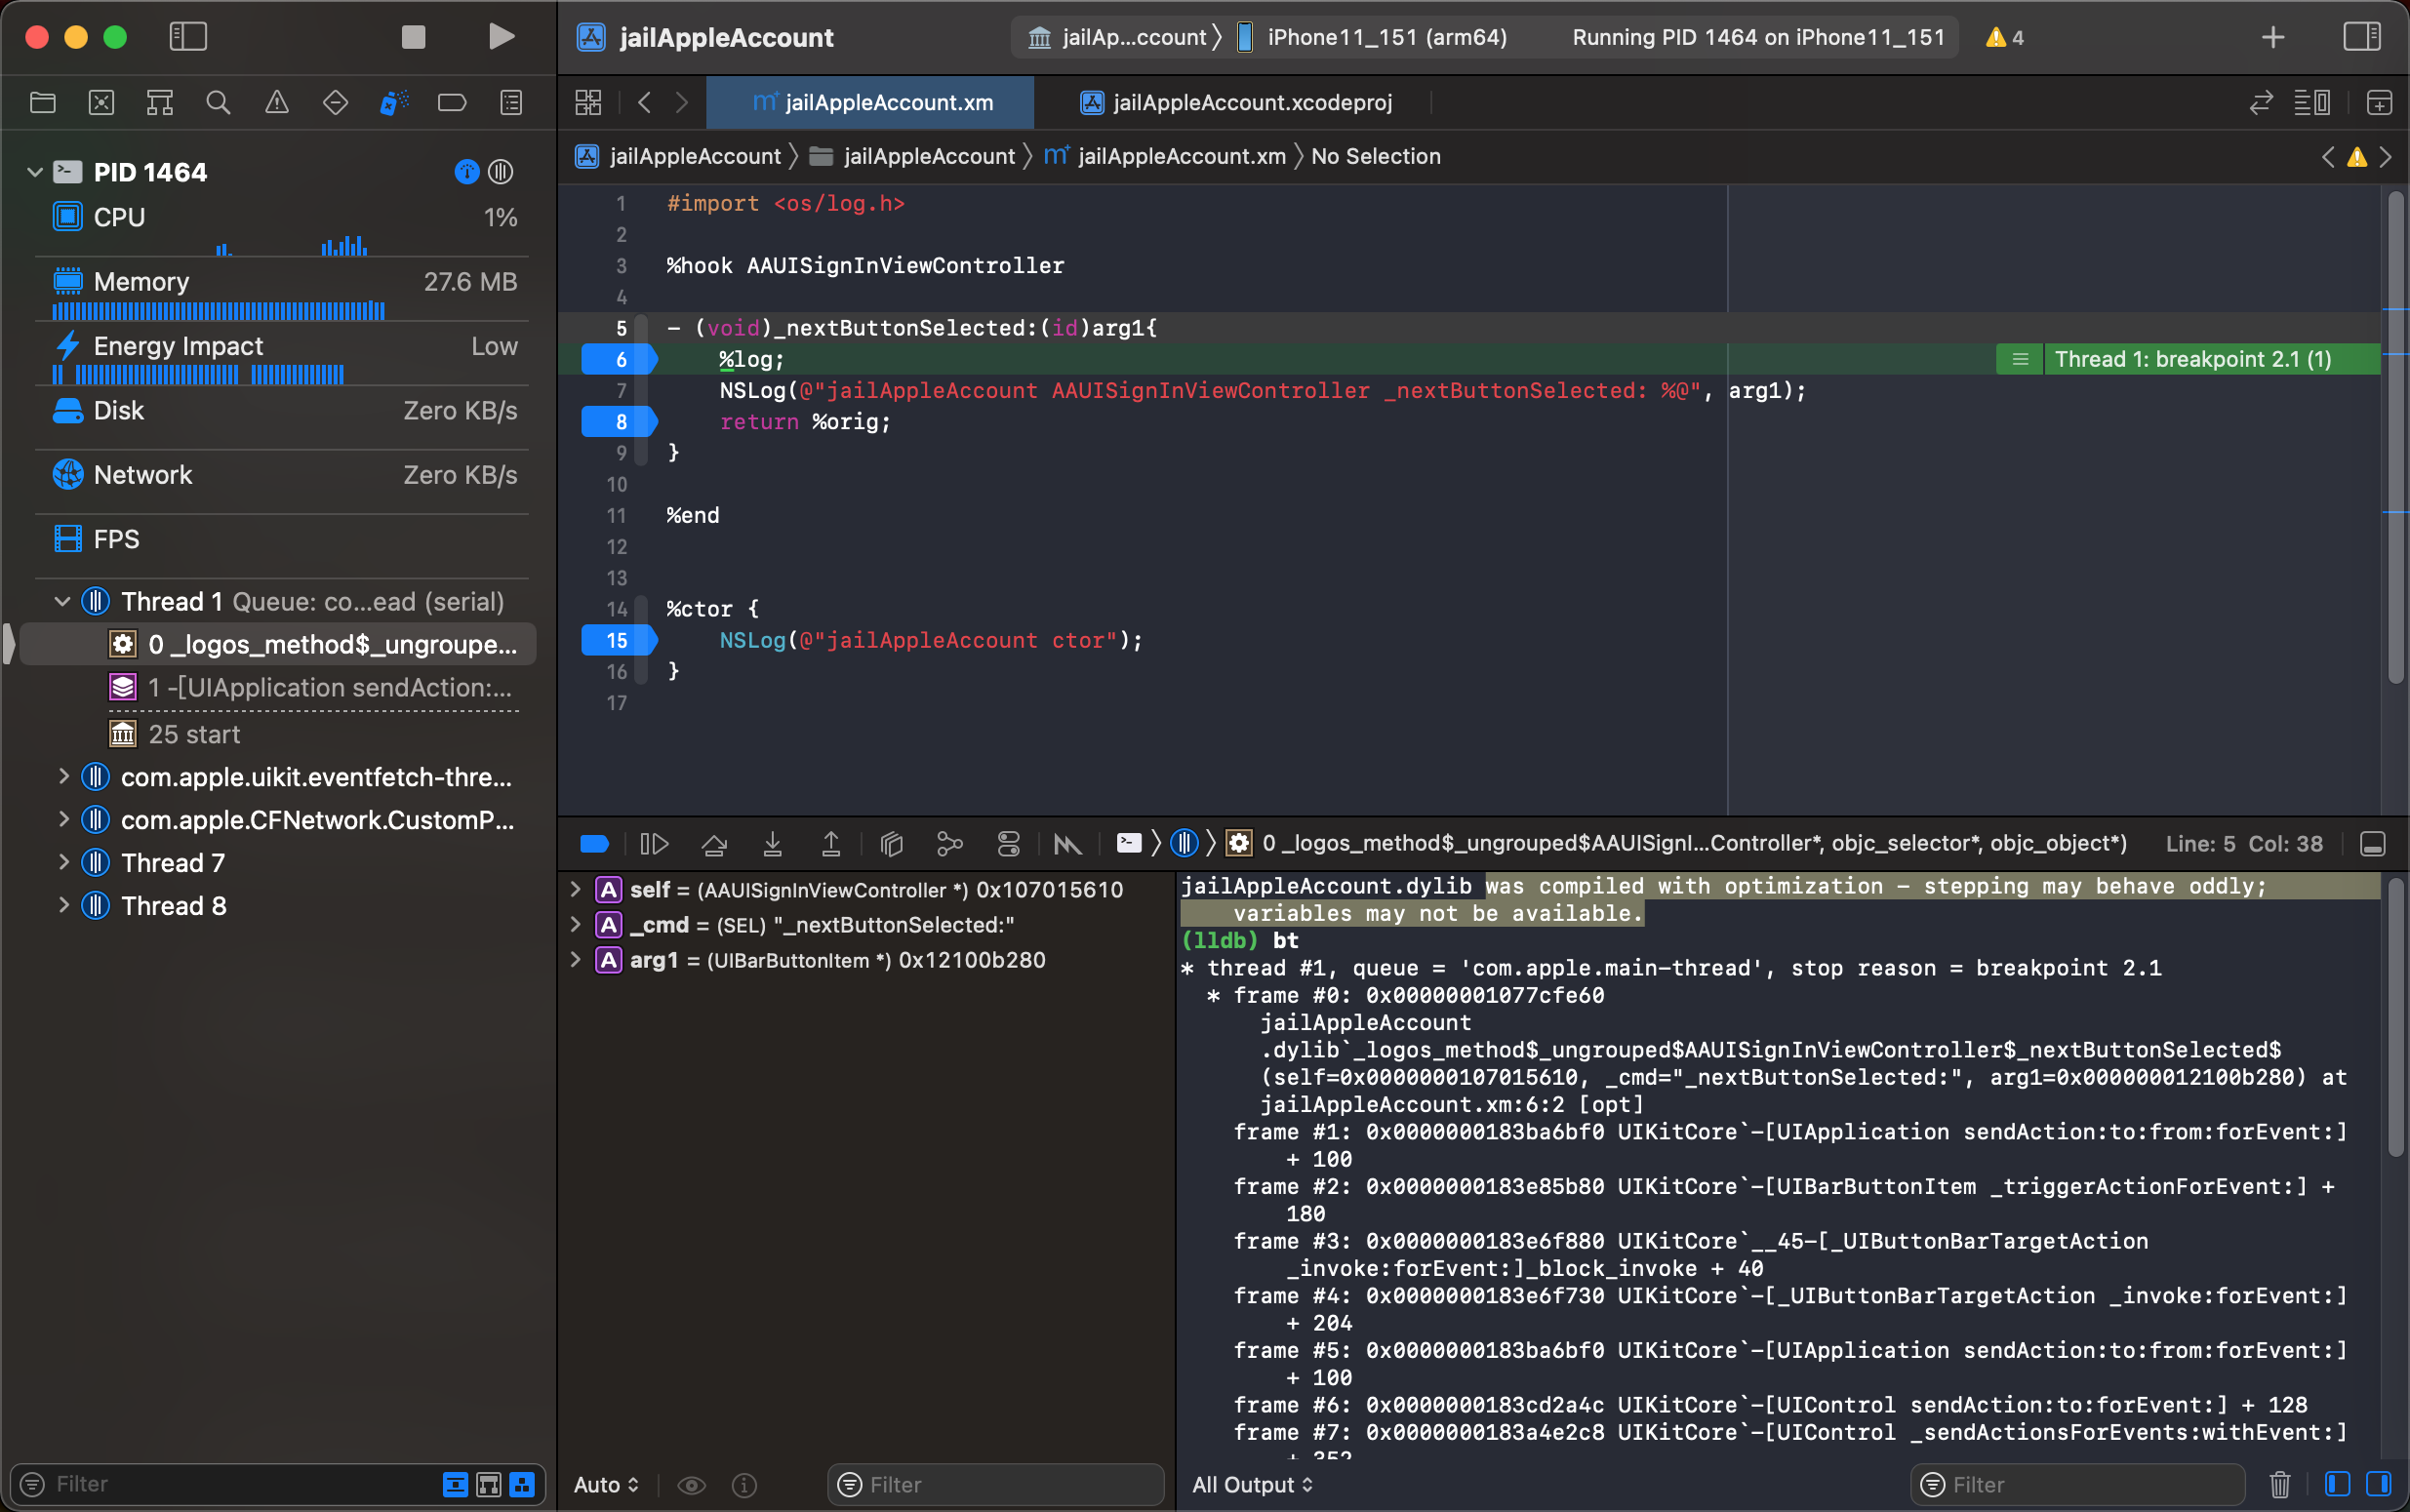 jailAppleAccount
jailAp...ccount
iPhone11_151 (arm64)
Running PID 1464 on iPhone11_151
4
jailAppleAccount.xm
jailAppleAccount.xcodeproj
jailAppleAccount
jailAppleAccount
jailAppleAccount.xm
No Selection
PID 1464
CPU 1%
Memory 27.6 MB
Energy Impact Low
Disk Zero KB/s
Network Zero KB/s
FPS
Thread 1 Queue: co...ead (serial)
0 _logos_method$_ungroupe...
1 -[UIApplication sendAction:...
25 start
com.apple.uikit.eventfetch-thre...
com.apple.CFNetwork.CustomP...
Thread 7
Thread 8
Filter
1 #import <os/log.h>
2
3 %hook AAUISignInViewController
4
5 - (void)_nextButtonSelected:(id)arg1{
6 %log;
Thread 1: breakpoint 2.1 (1)
7 NSLog(@"jailAppleAccount AAUISignInViewController _nextButtonSelected: %@", arg1);
8 return %orig;
9 }
10
11 %end
12
13
14 %ctor {
15 NSLog(@"jailAppleAccount ctor");
16 }
17
0 _logos_method$_ungrouped$AAUISignI...Controller*, objc_selector*, objc_object*)
Line: 5 Col: 38
A self = (AAUISignInViewController *) 0x107015610
A _cmd = (SEL) "_nextButtonSelected:"
A arg1 = (UIBarButtonItem *) 0x12100b280
Auto
Filter
jailAppleAccount.dylib was compiled with optimization - stepping may behave oddly;
variables may not be available.
(lldb) bt
* thread #1, queue = 'com.apple.main-thread', stop reason = breakpoint 2.1
* frame #0: 0x00000001077cfe60
jailAppleAccount
.dylib`_logos_method$_ungrouped$AAUISignInViewController$_nextButtonSelected$
(self=0x0000000107015610, _cmd="_nextButtonSelected:", arg1=0x000000012100b280) at
jailAppleAccount.xm:6:2 [opt]
frame #1: 0x0000000183ba6bf0 UIKitCore`-[UIApplication sendAction:to:from:forEvent:]
+ 100
frame #2: 0x0000000183e85b80 UIKitCore`-[UIBarButtonItem _triggerActionForEvent:] +
180
frame #3: 0x0000000183e6f880 UIKitCore`__45-[_UIButtonBarTargetAction
_invoke:forEvent:]_block_invoke + 40
frame #4: 0x0000000183e6f730 UIKitCore`-[_UIButtonBarTargetAction _invoke:forEvent:]
+ 204
frame #5: 0x0000000183ba6bf0 UIKitCore`-[UIApplication sendAction:to:from:forEvent:]
+ 100
frame #6: 0x0000000183cd2a4c UIKitCore`-[UIControl sendAction:to:forEvent:] + 128
frame #7: 0x0000000183a4e2c8 UIKitCore`-[UIControl _sendActionsForEvents:withEvent:]
+ 352
All Output
Filter